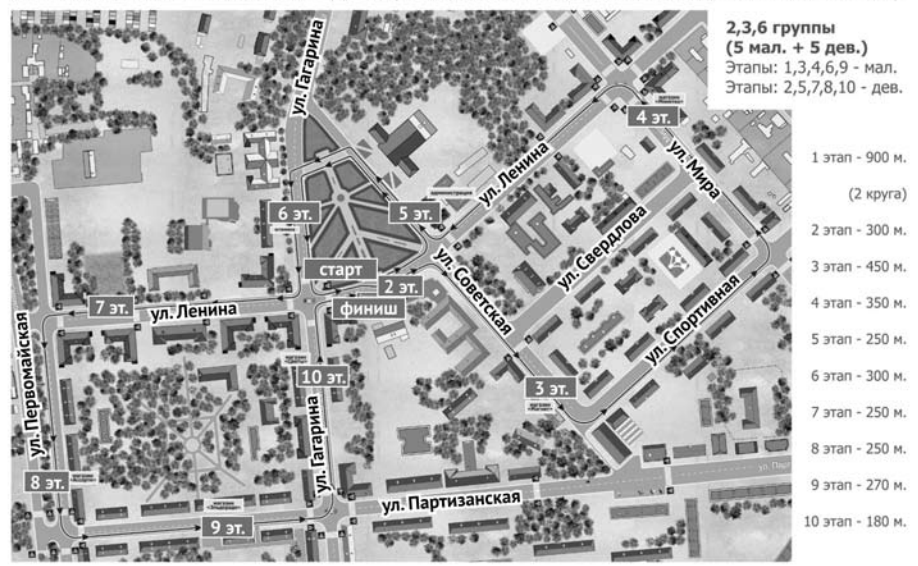 2,3,6 группы
(5 мал. + 5 дев.)
Этапы: 1,3,4,6,9 - мал.
Этапы: 2,5,7,8,10 - дев.
1 этап - 900 м.
(2 круга)
2 этап - 300 м.
3 этап - 450 м.
4 этап - 350 м.
5 этап - 250 м.
6 этап - 300 м.
7 этап - 250 м.
8 этап - 250 м.
9 этап - 270 м.
10 этап - 180 м.
ул. Гагарина
4 эт.
ул. Мира
ул. Ленина
6 эт.
5 эт.
ул. Свердлова
старт
2 эт.
ул. Советская
финиш
7 эт.
ул. Ленина
ул. Спортивная
ул. Первомайская
10 эт.
3 эт.
ул. Гагарина
8 эт.
ул. Партизанская
9 эт.